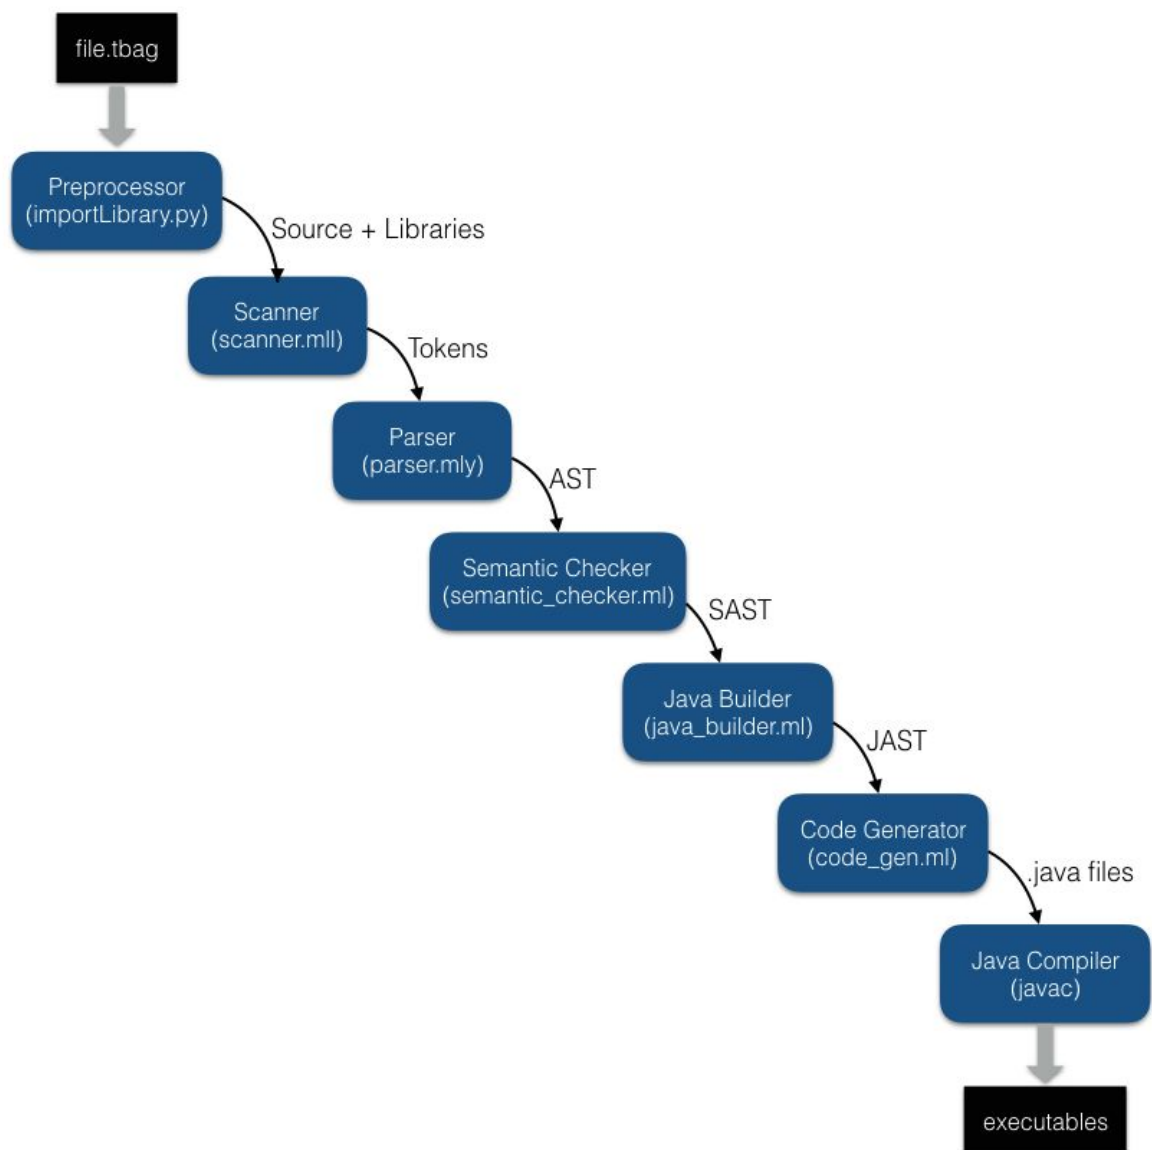 file.tbag
Preprocessor
(importLibrary.py)
Source + Libraries
Scanner
(scanner.mll)
Tokens
Parser
(parser.mly)
AST
Semantic Checker
(semantic_checker.ml)
SAST
Java Builder
(java_builder.ml)
JAST
Code Generator
(code_gen.ml)
.java files
Java Compiler
(javac)
executables